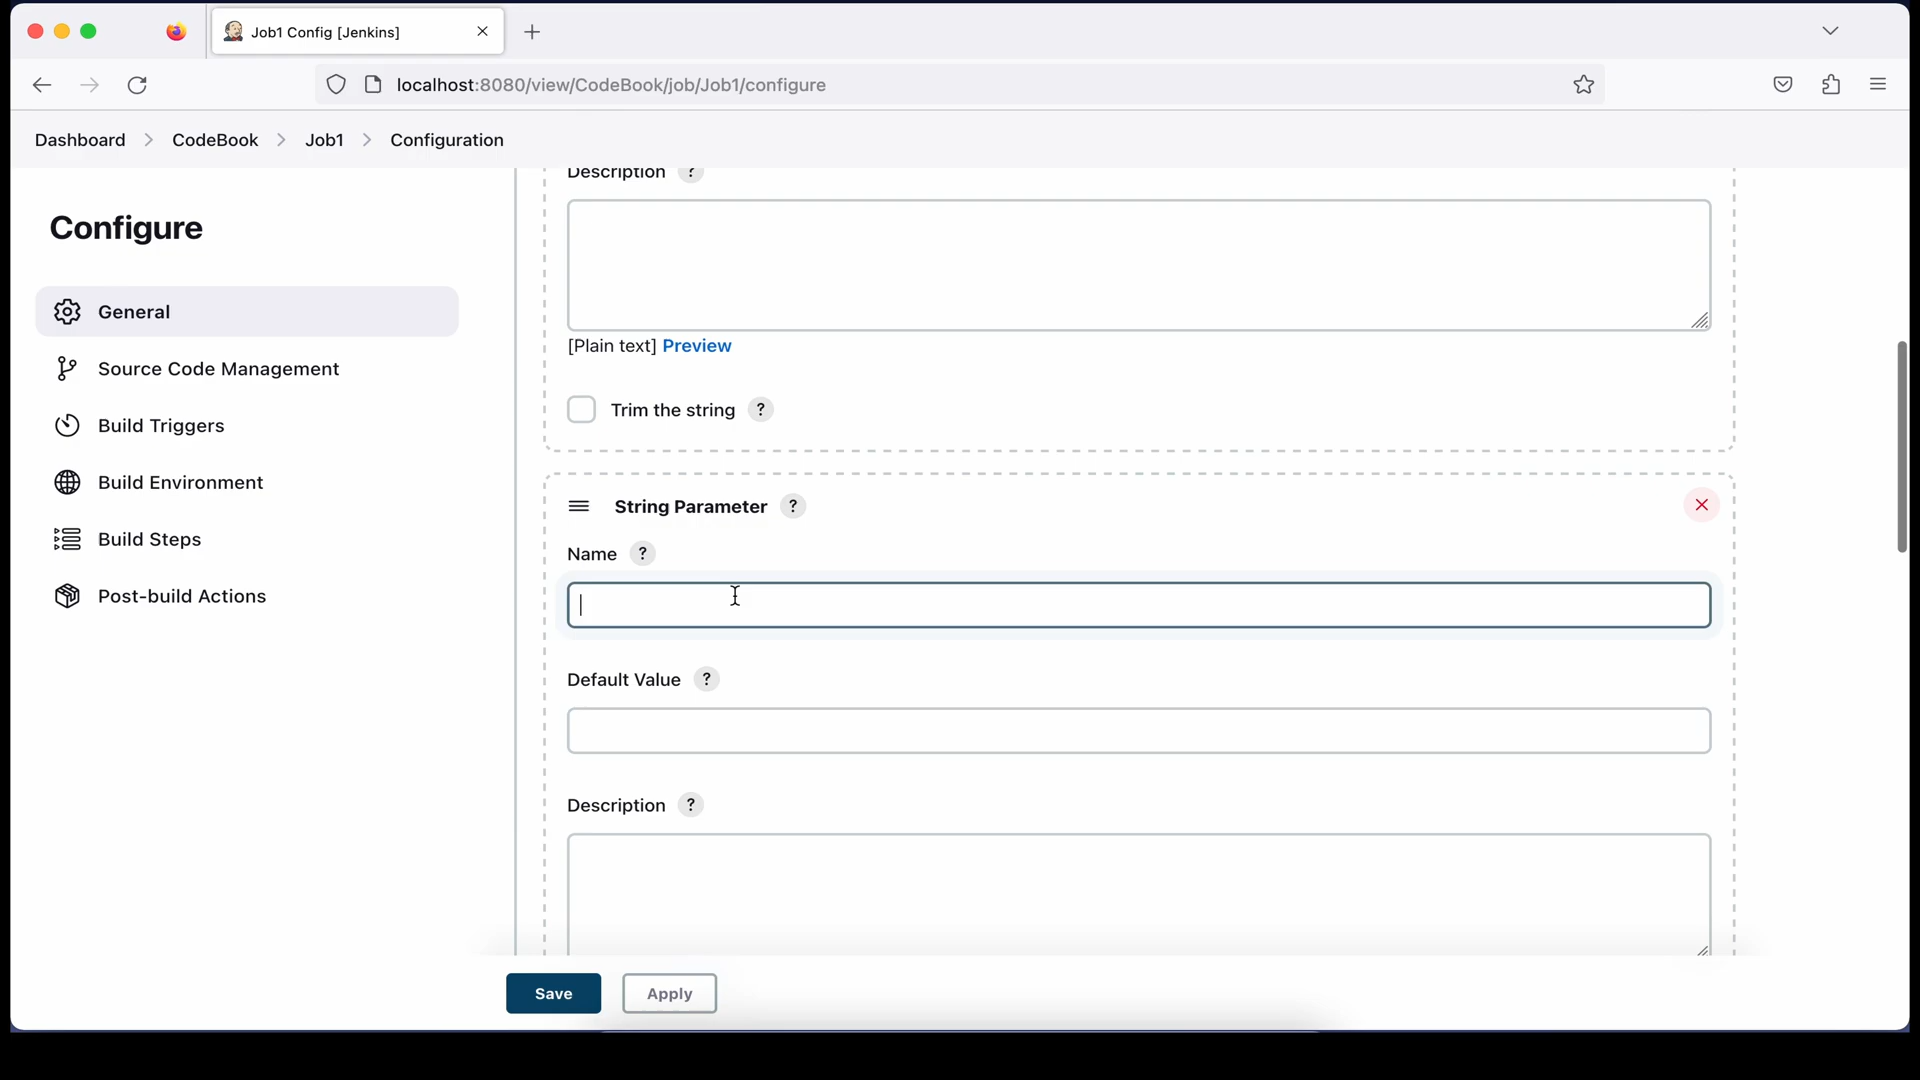 Job1 Config [Jenkins]
localhost:8080/view/CodeBook/job/Job1/configure
Dashboard > CodeBook > Job1 > Configuration
Configure
General
Source Code Management
Build Triggers
Build Environment
Build Steps
Post-build Actions
Description ?
[Plain text] Preview
Trim the string ?
String Parameter ?
Name ?
Default Value ?
Description ?
Save Apply